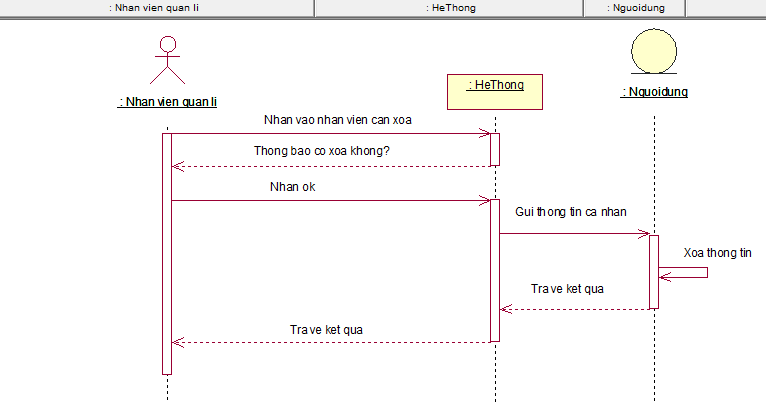 : Nhan vien quan li
: HeThong
: Nguoidung
: Nhan vien quan li
: HeThong
: Nguoidung
Nhan vao nhan vien can xoa
Thong bao co xoa khong?
Nhan ok
Gui thong tin ca nhan
Xoa thong tin
Tra ve ket qua
Tra ve ket qua